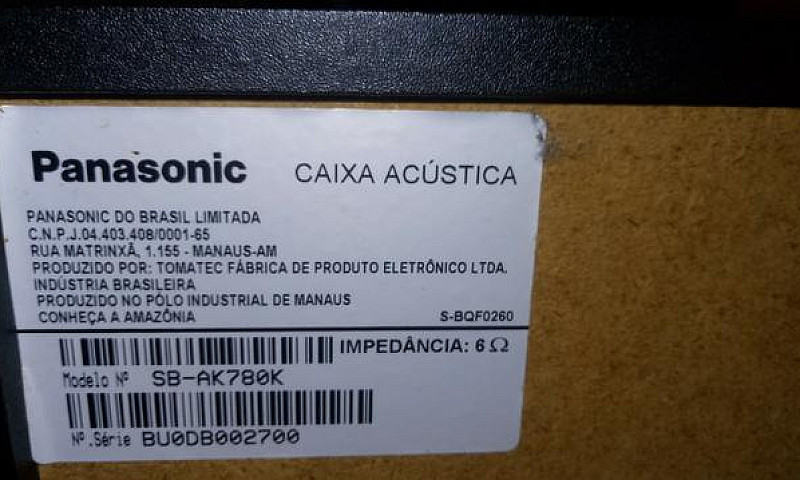 Panasonic CAIXA ACÚSTICA
PANASONIC DO BRASIL LIMITADA
C.N.P.J.04.403.408/0001-65
RUA MATRINXÃ, 1.155 - MANAUS-AM
PRODUZIDO POR: TOMATEC FÁBRICA DE PRODUTO ELETRÔNICO LTDA.
INDÚSTRIA BRASILEIRA
PRODUZIDO NO PÓLO INDUSTRIAL DE MANAUS
CONHEÇA A AMAZÔNIA S-BQF0260
IMPEDÂNCIA: 6 Ω
Modelo Nº SB-AK780K
Nº.Série BU0DB002700